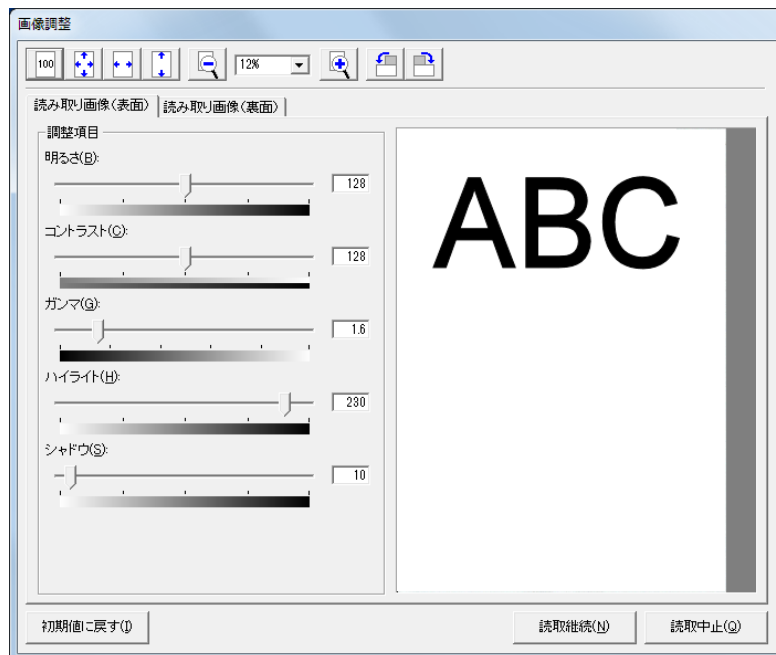 画像調整
100
12%
読み取り画像(表面) 読み取り画像(裏面)
調整項目
明るさ(B):
128
コントラスト(C):
128
ガンマ(G):
1.6
ハイライト(H):
230
シャドウ(S):
10
ABC
初期値に戻す(I) 読取継続(N) 読取中止(Q)